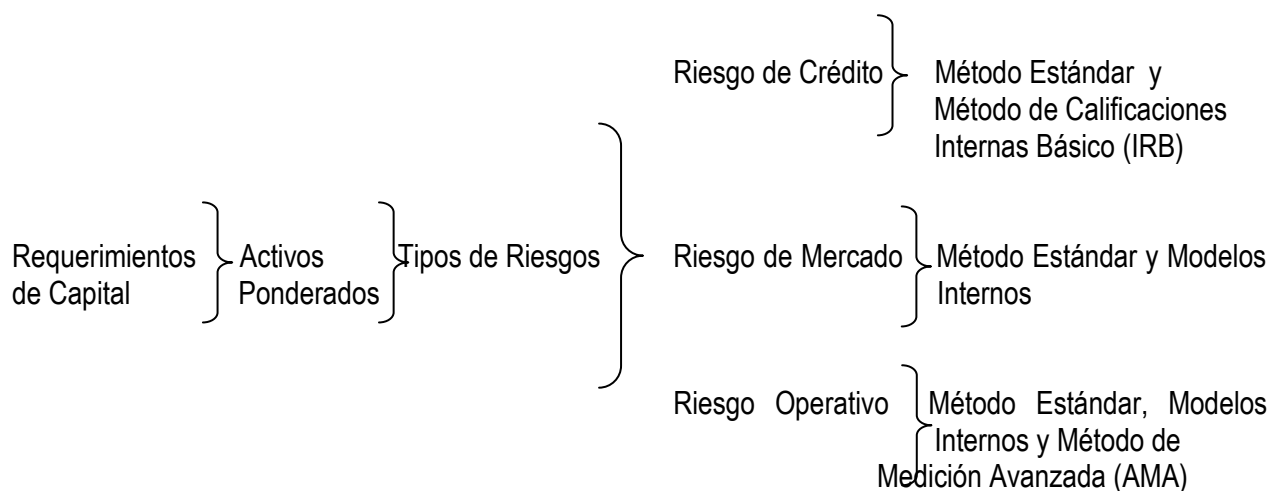 Requerimientos
de Capital
Activos
Ponderados
Tipos de Riesgos
Riesgo de Crédito
Método Estándar y
Método de Calificaciones
Internas Básico (IRB)
Riesgo de Mercado
Método Estándar y Modelos
Internos
Riesgo Operativo
Método Estándar, Modelos
Internos y Método de
Medición Avanzada (AMA)